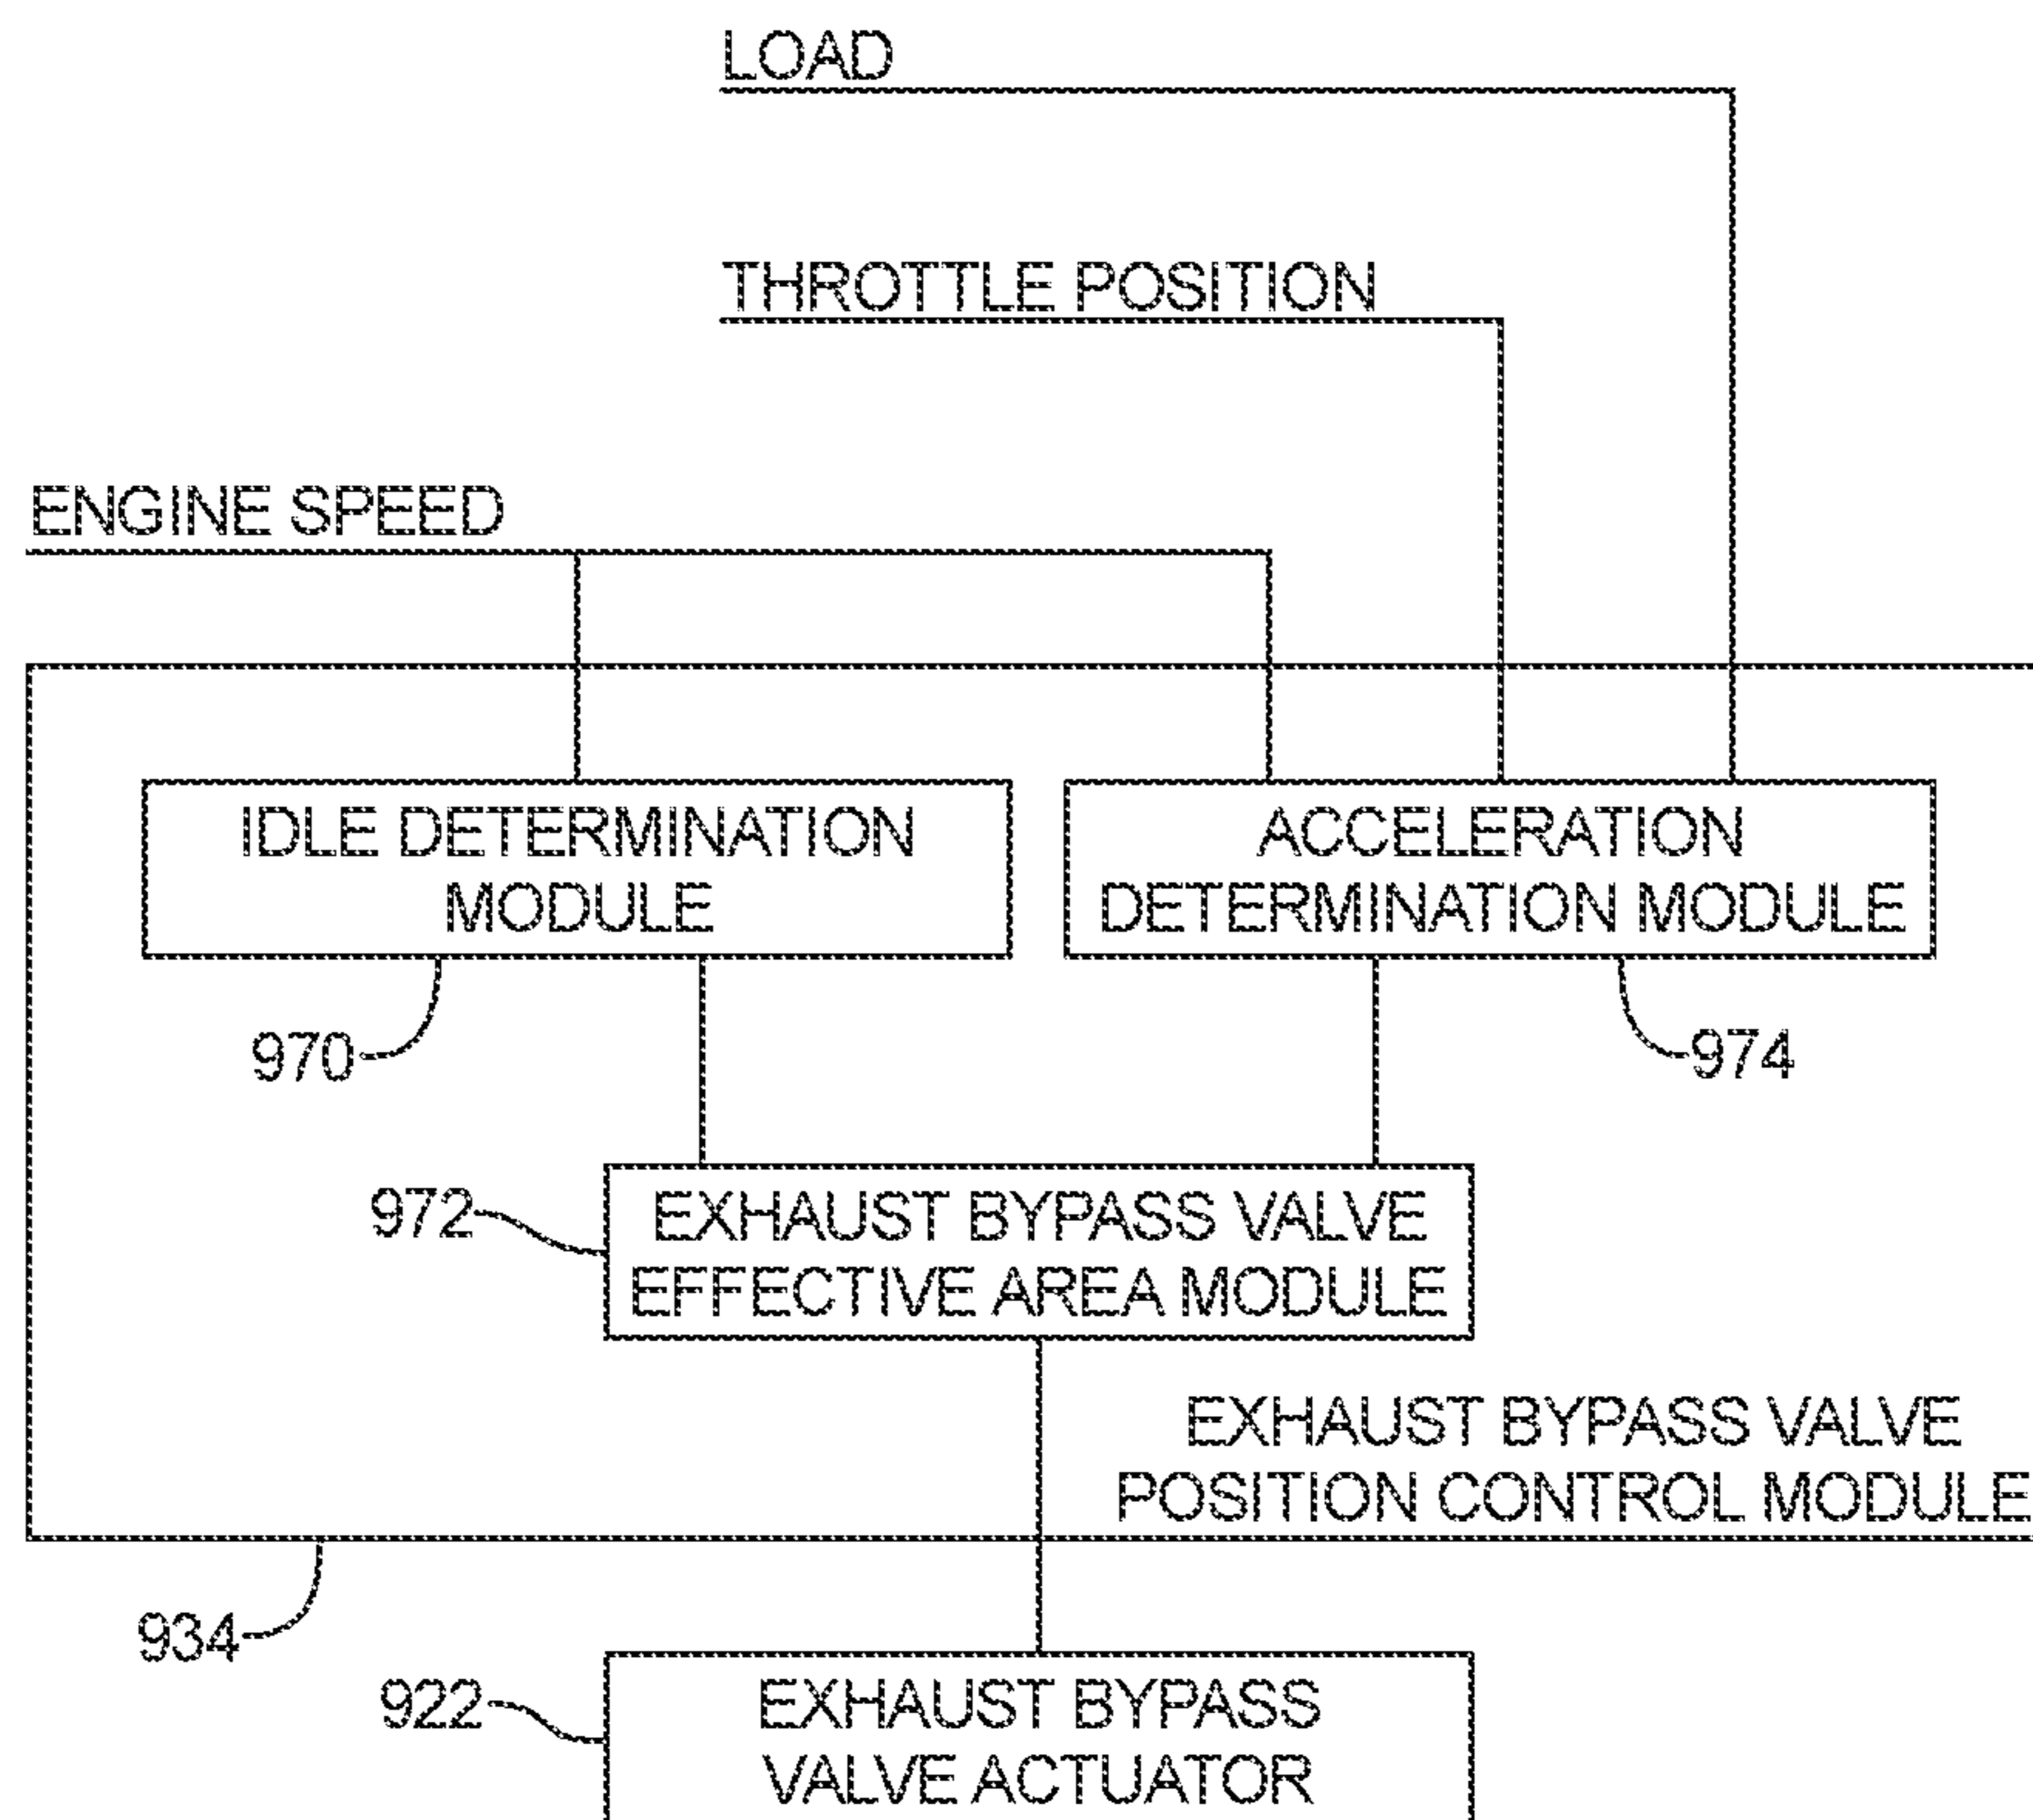 LOAD
THROTTLE POSITION
ENGINE SPEED
IDLE DETERMINATION
MODULE
ACCELERATION
DETERMINATION MODULE
970
974
972
EXHAUST BYPASS VALVE
EFFECTIVE AREA MODULE
EXHAUST BYPASS VALVE
POSITION CONTROL MODULE
934
922
EXHAUST BYPASS
VALVE ACTUATOR